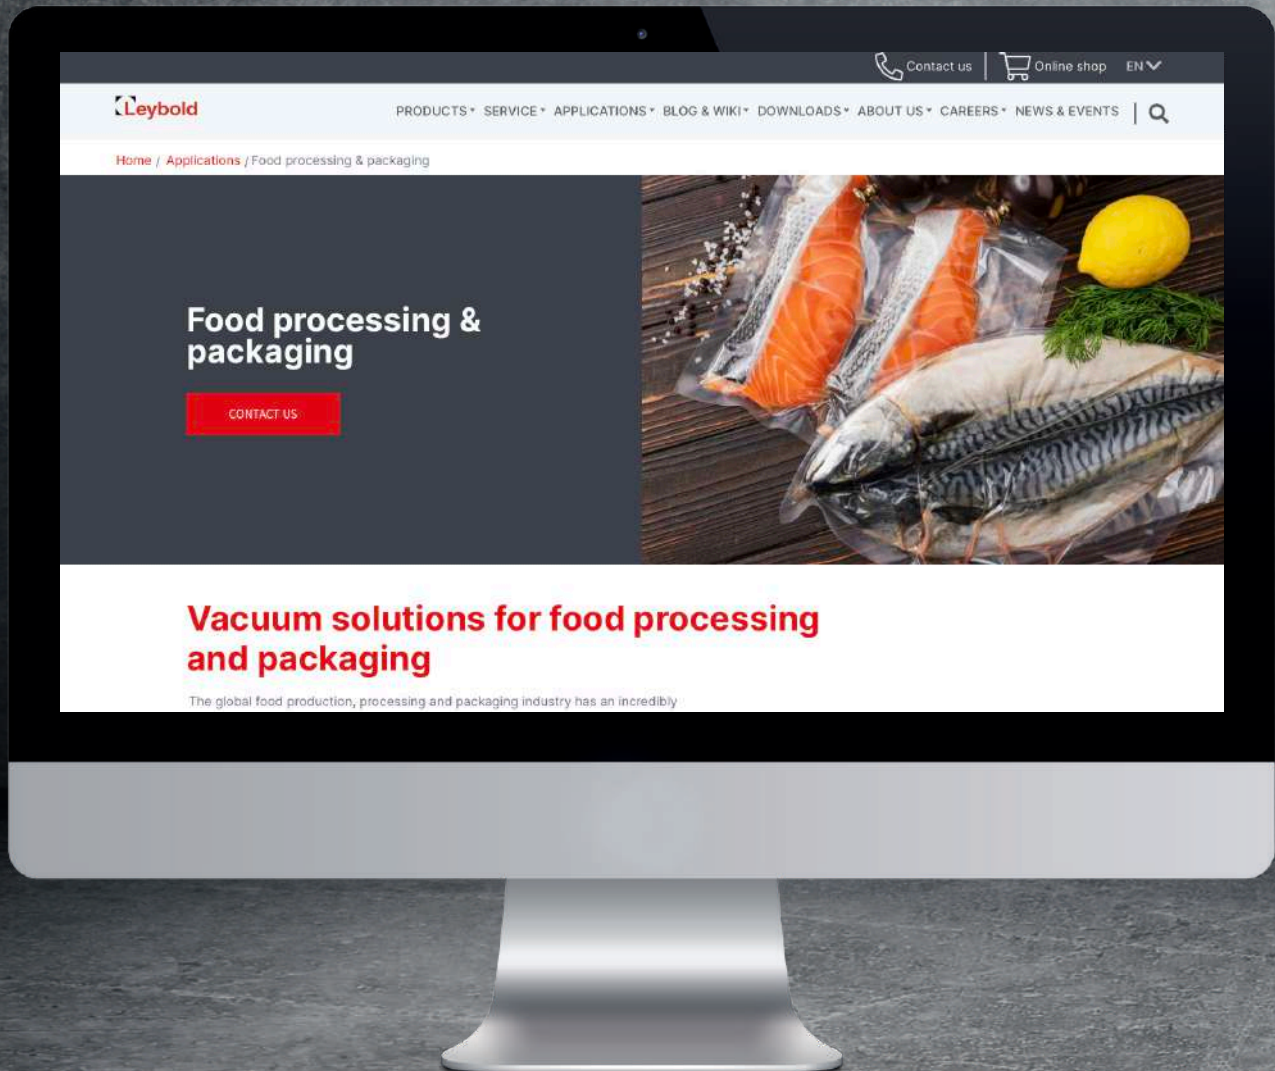 Contact us
Online shop
EN
Leybold
PRODUCTS SERVICE APPLICATIONS BLOG & WIKI DOWNLOADS ABOUT US CAREERS NEWS & EVENTS
Home / Applications / Food processing & packaging
Food processing &
packaging
CONTACT US
Vacuum solutions for food processing
and packaging
The global food production, processing and packaging industry has an incredibly